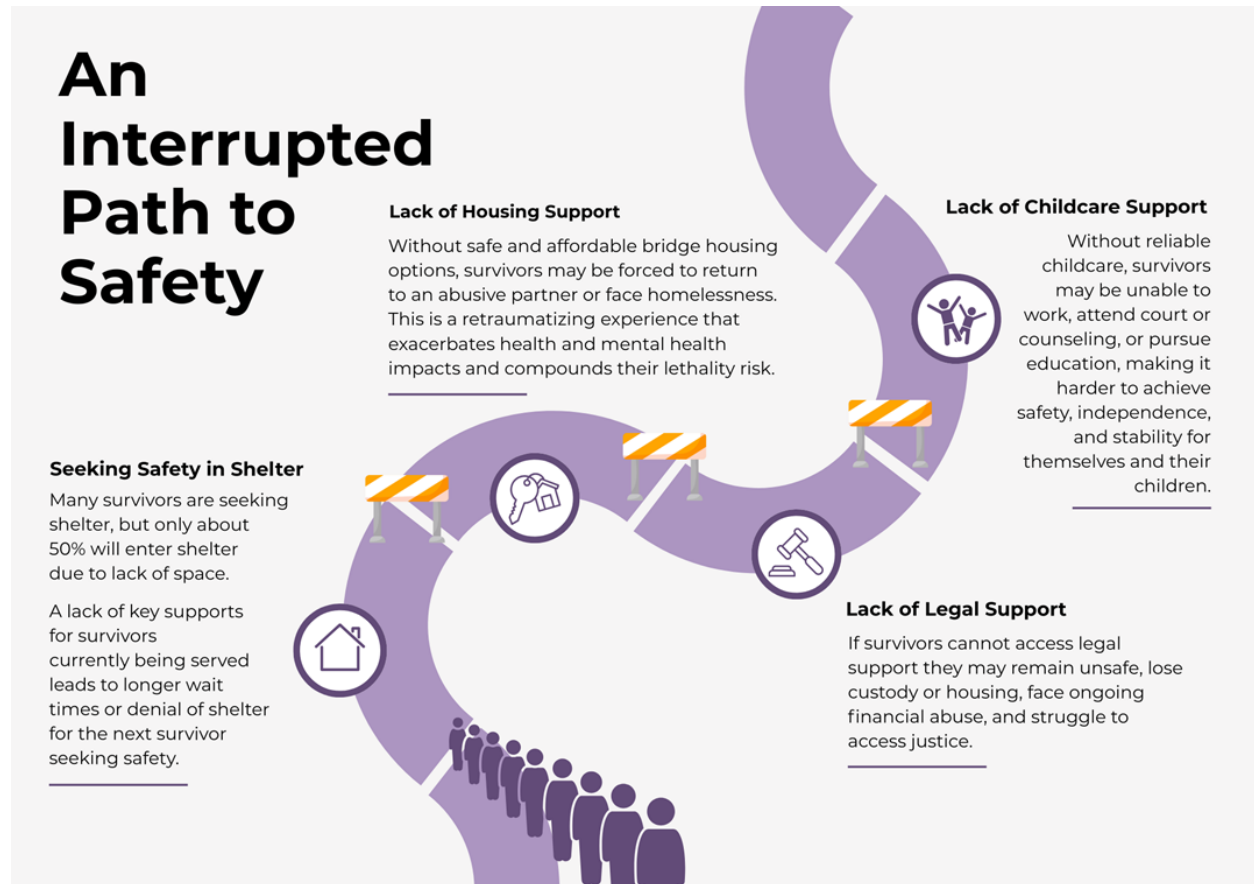 An
Interrupted
Path to
Safety
Seeking Safety in Shelter
Many survivors are seeking
shelter, but only about
50% will enter shelter
due to lack of space.
A lack of key supports
for survivors
currently being served
leads to longer wait
times or denial of shelter
for the next survivor
seeking safety.
Lack of Housing Support
Without safe and affordable bridge housing
options, survivors may be forced to return
to an abusive partner or face homelessness.
This is a retraumatizing experience that
exacerbates health and mental health
impacts and compounds their lethality risk.
Lack of Legal Support
If survivors cannot access legal
support they may remain unsafe, lose
custody or housing, face ongoing
financial abuse, and struggle to
access justice.
Lack of Childcare Support
Without reliable
childcare, survivors
may be unable to
work, attend court or
counseling, or pursue
education, making it
harder to achieve
safety, independence,
and stability for
themselves and their
children.